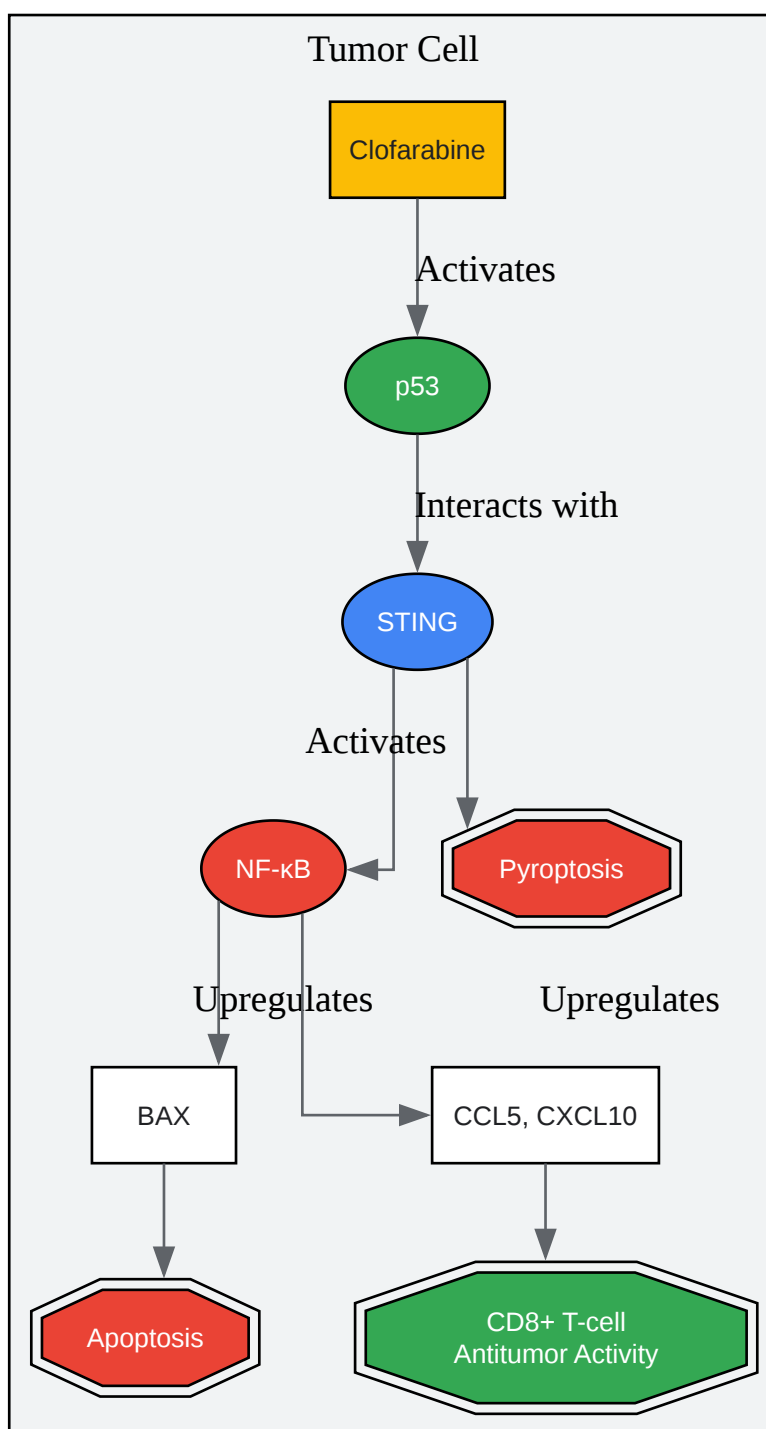 Tumor Cell
Clofarabine
Activates
p53
Interacts with
STING
Activates
NF-κB
Pyroptosis
Upregulates
Upregulates
BAX
CCL5, CXCL10
Apoptosis
CD8+ T-cell
Antitumor Activity